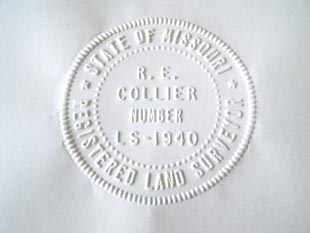 ★ STATE OF MISSOURI ★
R. E.
COLLIER
NUMBER
LS-1940
REGISTERED LAND SURVEYOR